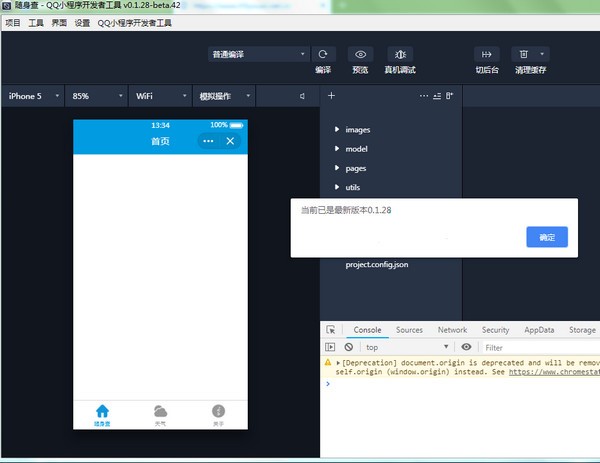 随身查 - QQ小程序开发者工具 v0.1.28-beta.42
项目 工具 界面 设置 QQ小程序开发者工具
普通编译
编译 预览 真机调试 切后台 清理缓存
iPhone 5 85% WiFi 模拟操作
13:34 100%
首页
images
model
pages
utils
当前已是最新版本0.1.28
确定
project.config.json
Console Sources Network Security AppData Storage
top Filter
[Deprecation] document.origin is deprecated and will be remov
self.origin (window.origin) instead. See https://www.chromestat
随身查 天气 关于